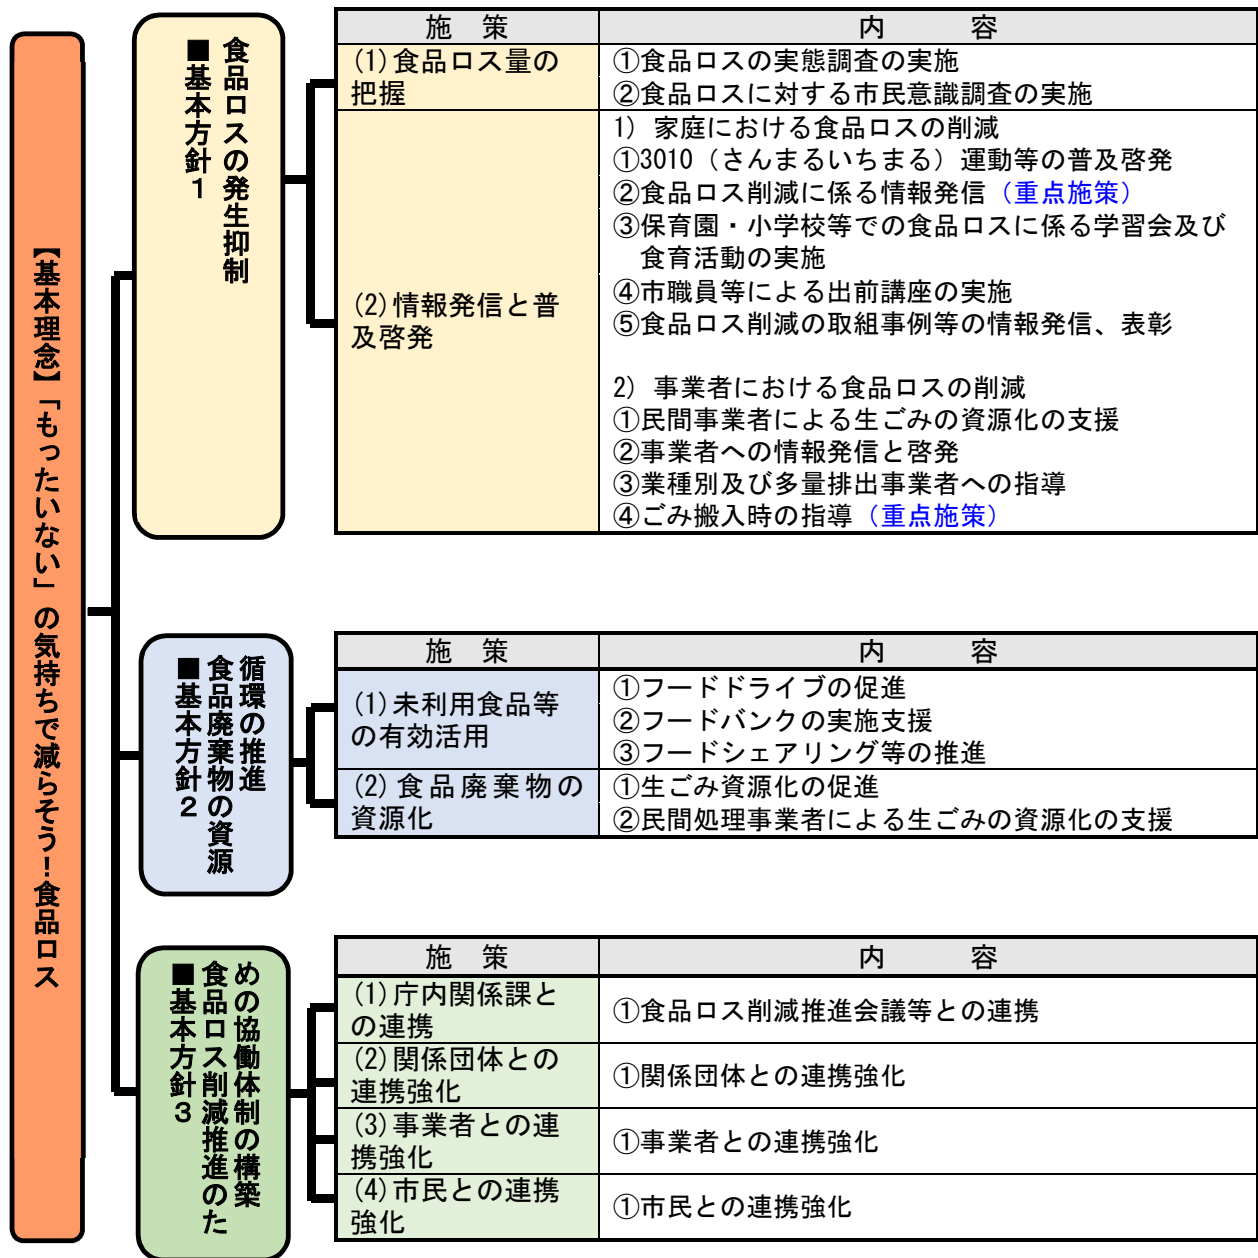 【基本理念】「もったいない」の気持ちで減らそう！食品ロス
■基本方針1
食品ロスの発生抑制
施　策
内　容
(1)食品ロス量の
把握
①食品ロスの実態調査の実施
②食品ロスに対する市民意識調査の実施
(2)情報発信と普
及啓発
1) 家庭における食品ロスの削減
①3010（さんまるいちまる）運動等の普及啓発
②食品ロス削減に係る情報発信（重点施策）
③保育園・小学校等での食品ロスに係る学習会及び
食育活動の実施
④市職員等による出前講座の実施
⑤食品ロス削減の取組事例等の情報発信、表彰
2) 事業者における食品ロスの削減
①民間事業者による生ごみの資源化の支援
②事業者への情報発信と啓発
③業種別及び多量排出事業者への指導
④ごみ搬入時の指導（重点施策）
■基本方針2
食品廃棄物の資源
循環の推進
施　策
内　容
(1)未利用食品等
の有効活用
①フードドライブの促進
②フードバンクの実施支援
③フードシェアリング等の推進
(2)食品廃棄物の
資源化
①生ごみ資源化の促進
②民間処理事業者による生ごみの資源化の支援
■基本方針3
食品ロス削減推進のた
めの協働体制の構築
施　策
内　容
(1)庁内関係課と
の連携
①食品ロス削減推進会議等との連携
(2)関係団体との
連携強化
①関係団体との連携強化
(3)事業者との連
携強化
①事業者との連携強化
(4)市民との連携
強化
①市民との連携強化